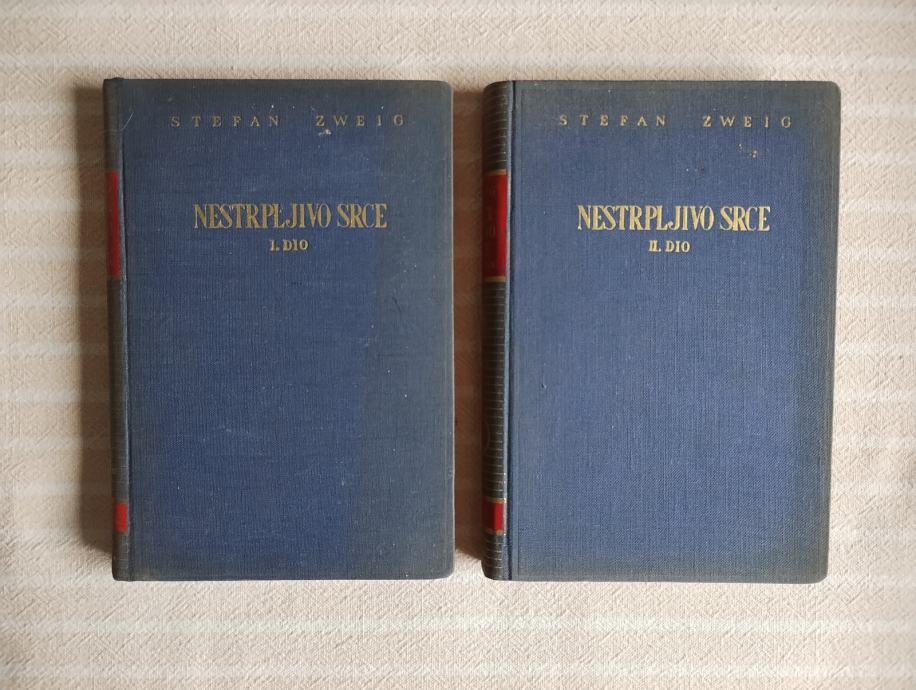 STEFAN ZWEIG
NESTRPLJIVO SRCE
I. DIO
STEFAN ZWEIG
NESTRPLJIVO SRCE
II. DIO